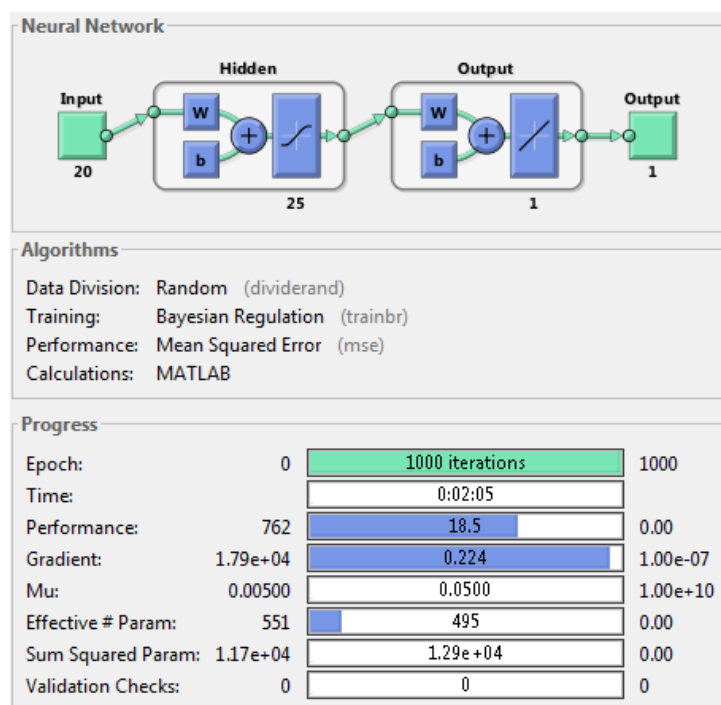 Neural Network
Hidden Output
Input Output
W W
b b
20 1
25 1
Algorithms
Data Division: Random (dividerand)
Training: Bayesian Regulation (trainbr)
Performance: Mean Squared Error (mse)
Calculations: MATLAB
Progress
Epoch: 0 1000 iterations 1000
Time: 0:02:05
Performance: 762 18.5 0.00
Gradient: 1.79e+04 0.224 1.00e-07
Mu: 0.00500 0.0500 1.00e+10
Effective # Param: 551 495 0.00
Sum Squared Param: 1.17e+04 1.29e+04 0.00
Validation Checks: 0 0 0